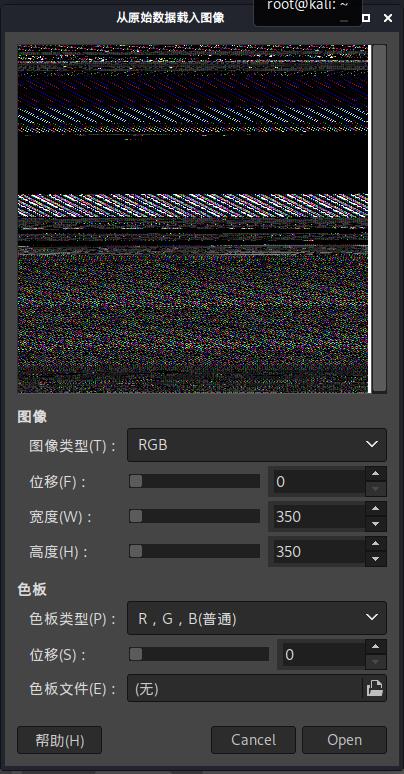 root@kali: ~
从原始数据载入图像
图像
图像类型(T)： RGB
位移(F)： 0
宽度(W)： 350
高度(H)： 350
色板
色板类型(P)： R，G，B(普通)
位移(S)： 0
色板文件(E)： (无)
帮助(H) Cancel Open